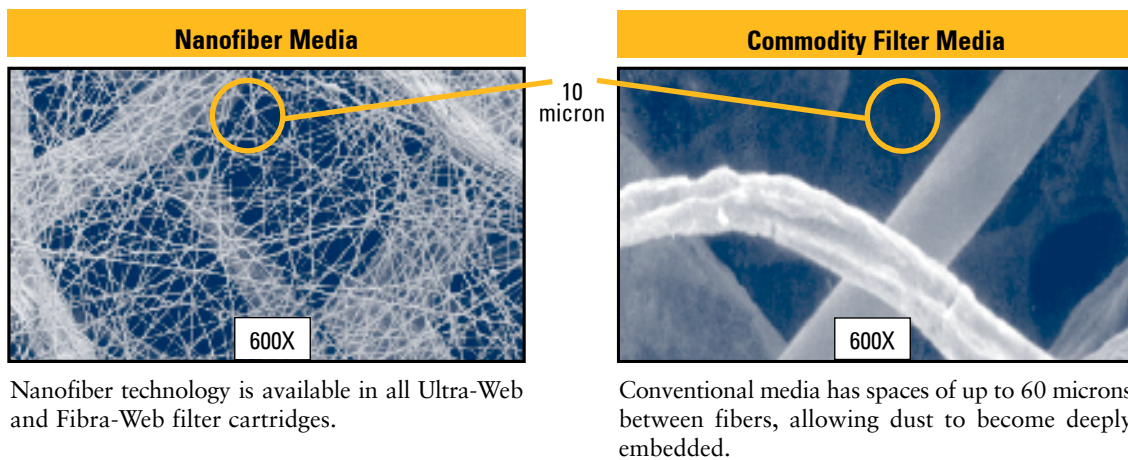 Nanofiber Media
Commodity Filter Media
10
micron
600X
600X
Nanofiber technology is available in all Ultra-Web
and Fibra-Web filter cartridges.
Conventional media has spaces of up to 60 microns
between fibers, allowing dust to become deeply
embedded.